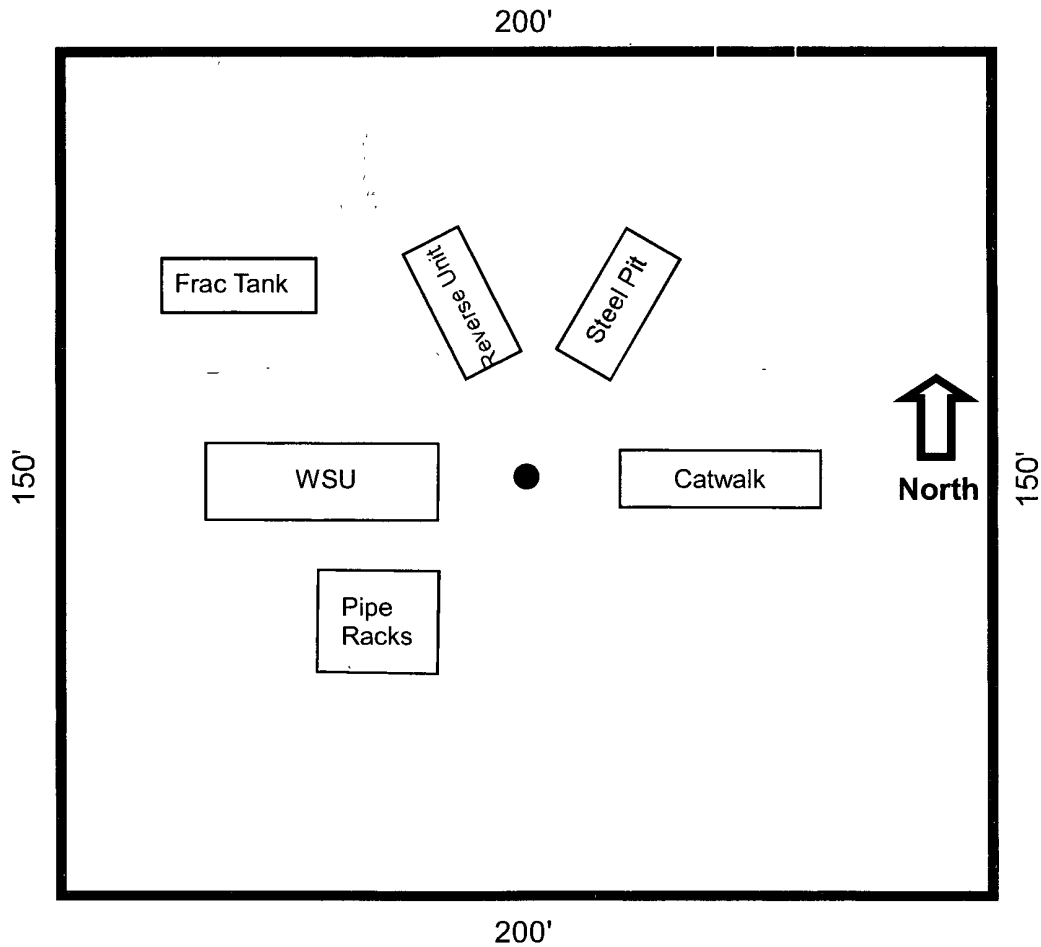 200'
Frac Tank
Reverse Unit
Steel Pit
150'
WSU
Catwalk
North
150'
Pipe
Racks
200'